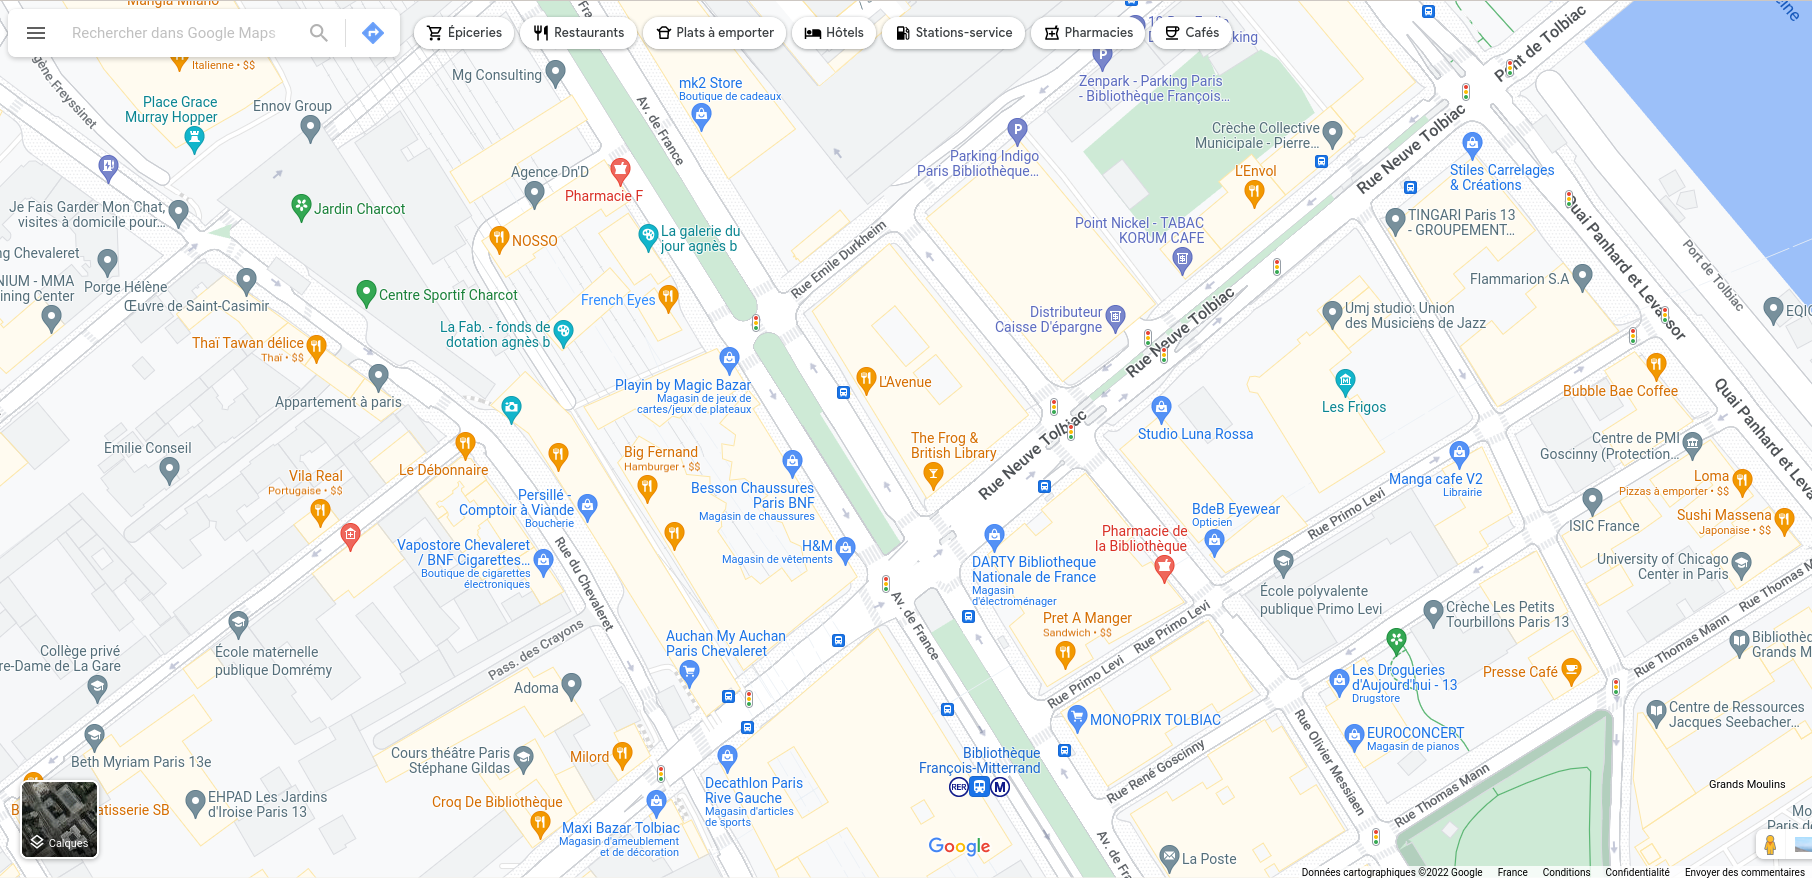 Mangia Milano
Italienne • $$
Rechercher dans Google Maps
Épiceries
Restaurants
Plats à emporter
Hôtels
Stations-service
Pharmacies
Cafés
Pont de Tolbiac
Mg Consulting
mk2 Store
Boutique de cadeaux
Zenpark - Parking Paris
- Bibliothèque François...
Place Grace
Murray Hopper
Ennov Group
Av. de France
Crèche Collective
Municipale - Pierre...
Parking Indigo
Paris Bibliothèque...
Rue Neuve Tolbiac
Agence Dn'D
Pharmacie F
L'Envol
Stiles Carrelages
& Créations
Je Fais Garder Mon Chat,
visites à domicile pour...
Jardin Charcot
NOSSO
La galerie du
jour agnès b
Rue Emile Durkheim
Point Nickel - TABAC
KORUM CAFE
TINGARI Paris 13
- GROUPEMENT...
Quai Panhard et Levassor
Port de Tolbiac
ng Chevaleret
Porge Hélène
NIUM - MMA
ining Center
Œuvre de Saint-Casimir
Centre Sportif Charcot
French Eyes
Flammarion S.A
La Fab. - fonds de
dotation agnès b
Distributeur
Caisse D'épargne
Rue Neuve Tolbiac
Umj studio: Union
des Musiciens de Jazz
EQIO
Thaï Tawan délice
Thaï • $$
Playin by Magic Bazar
Magasin de jeux de
cartes/jeux de plateaux
L'Avenue
Bubble Bae Coffee
Appartement à paris
Les Frigos
Quai Panhard et Leva
Emilie Conseil
Le Débonnaire
Big Fernand
Hamburger • $$
The Frog &
British Library
Rue Neuve Tolbiac
Studio Luna Rossa
Centre de PMI
Goscinny (Protection...
Vila Real
Portugaise • $$
Persillé -
Comptoir à Viande
Boucherie
Besson Chaussures
Paris BNF
Magasin de chaussures
Manga cafe V2
Librairie
Loma
Pizzas à emporter • $$
BdeB Eyewear
Opticien
Rue Primo Levi
ISIC France
Sushi Massena
Japonaise • $$
Vapostore Chevaleret
/ BNF Cigarettes...
Boutique de cigarettes
électroniques
Rue du Chevaleret
H&M
Magasin de vêtements
Pharmacie de
la Bibliothèque
DARTY Bibliotheque
Nationale de France
Magasin
d'électroménager
University of Chicago
Center in Paris
École polyvalente
publique Primo Levi
Rue Thomas M
Pret A Manger
Sandwich • $$
Rue Primo Levi
Crèche Les Petits
Tourbillons Paris 13
Av. de France
Collège privé
re-Dame de La Gare
École maternelle
publique Domrémy
Pass. des Crayons
Auchan My Auchan
Paris Chevaleret
Rue Primo Levi
Rue Thomas Mann
Bibliothèq
Grands M
Les Drogueries
d'Aujourd'hui - 13
Drugstore
Presse Café
Adoma
MONOPRIX TOLBIAC
Rue Olivier Messiaen
EUROCONCERT
Magasin de pianos
Centre de Ressources
Jacques Seebacher...
Beth Myriam Paris 13e
Cours théâtre Paris
Stéphane Gildas
Milord
Bibliothèque
François-Mitterrand
RER
M
Rue René Goscinny
Decathlon Paris
Rive Gauche
Magasin d'articles
de sports
Rue Thomas Mann
Grands Moulins
EHPAD Les Jardins
d'Iroise Paris 13
Croq De Bibliothèque
Maxi Bazar Tolbiac
Magasin d'ameublement
et de décoration
Calques
Google
Av. de Fra
La Poste
Données cartographiques ©2022 Google
France
Conditions
Confidentialité
Envoyer des commentaires